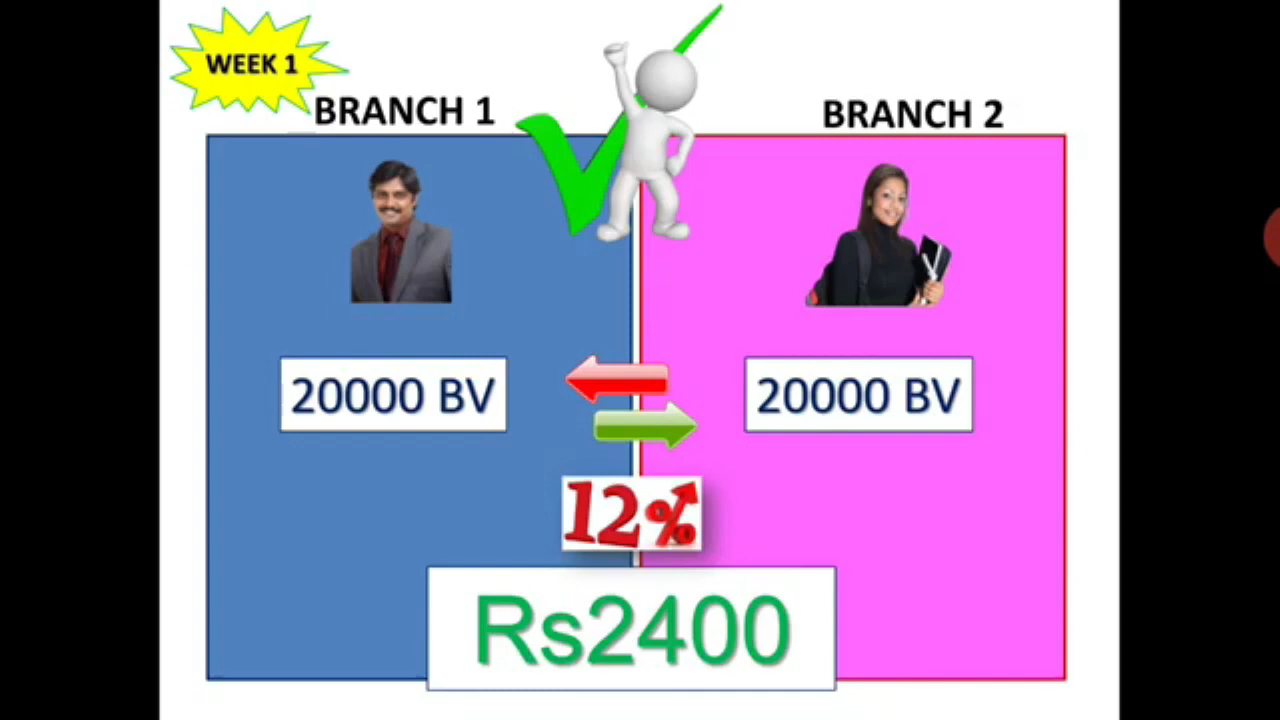 WEEK 1
BRANCH 1
BRANCH 2
20000 BV
20000 BV
12%
Rs2400